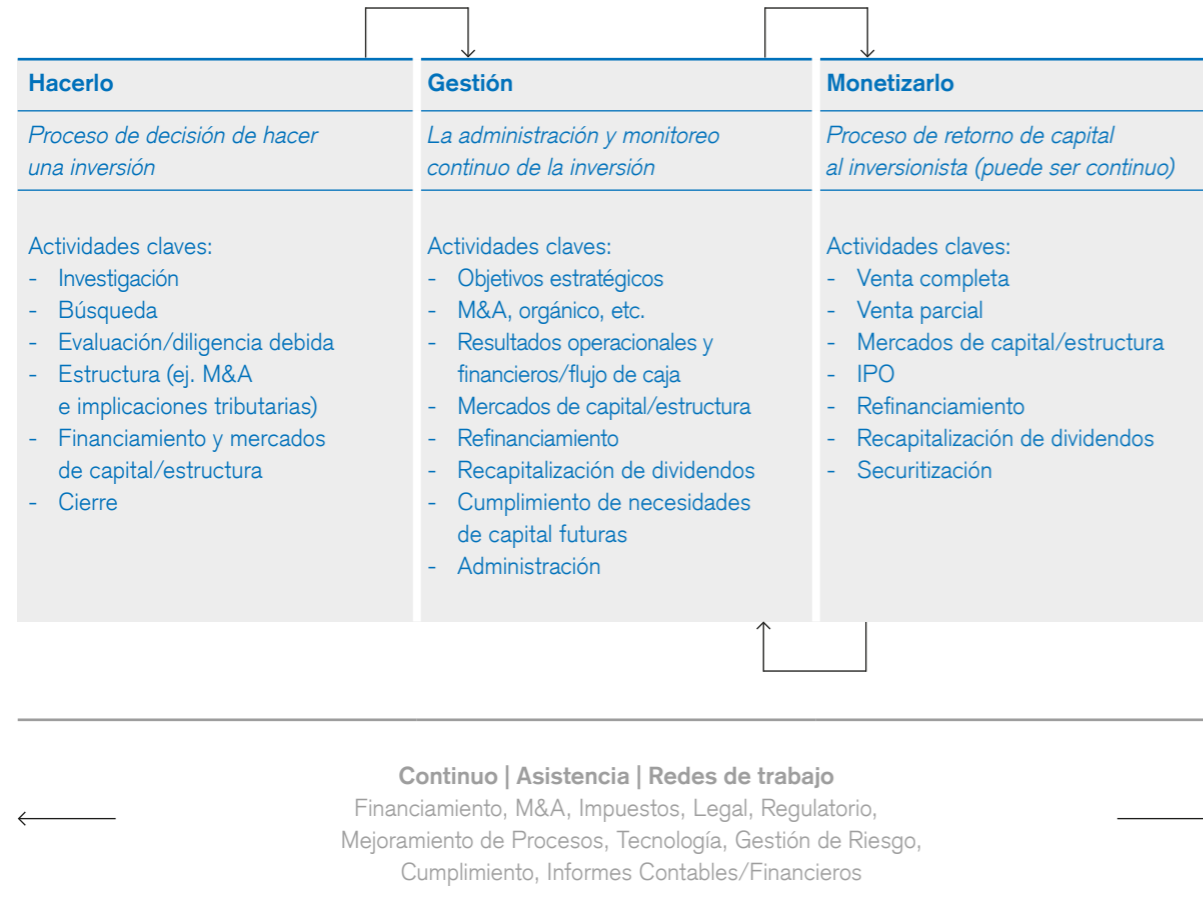 Hacerlo
Proceso de decisión de hacer
una inversión
Actividades claves:
- Investigación
- Búsqueda
- Evaluación/diligencia debida
- Estructura (ej. M&A
e implicaciones tributarias)
- Financiamiento y mercados
de capital/estructura
- Cierre
Gestión
La administración y monitoreo
continuo de la inversión
Actividades claves:
- Objetivos estratégicos
- M&A, orgánico, etc.
- Resultados operacionales y
financieros/flujo de caja
- Mercados de capital/estructura
- Refinanciamiento
- Recapitalización de dividendos
- Cumplimiento de necesidades
de capital futuras
- Administración
Monetizarlo
Proceso de retorno de capital
al inversionista (puede ser continuo)
Actividades claves:
- Venta completa
- Venta parcial
- Mercados de capital/estructura
- IPO
- Refinanciamiento
- Recapitalización de dividendos
- Securitización
Continuo | Asistencia | Redes de trabajo
Financiamiento, M&A, Impuestos, Legal, Regulatorio,
Mejoramiento de Procesos, Tecnología, Gestión de Riesgo,
Cumplimiento, Informes Contables/Financieros